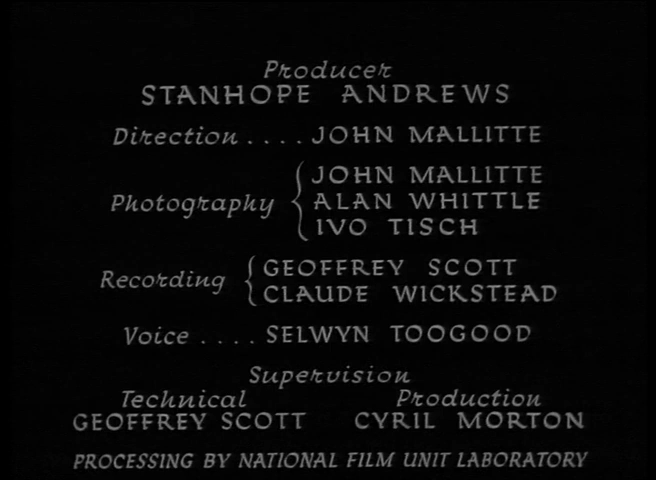 Producer
STANHOPE ANDREWS
Direction .... JOHN MALLITTE
JOHN MALLITTE
Photography ALAN WHITTLE
IVO TISCH
GEOFFREY SCOTT
Recording
CLAUDE WICKSTEAD
Voice .... SELWYN TOOGOOD
Supervision
Technical Production
GEOFFREY SCOTT CYRIL MORTON
PROCESSING BY NATIONAL FILM UNIT LABORATORY